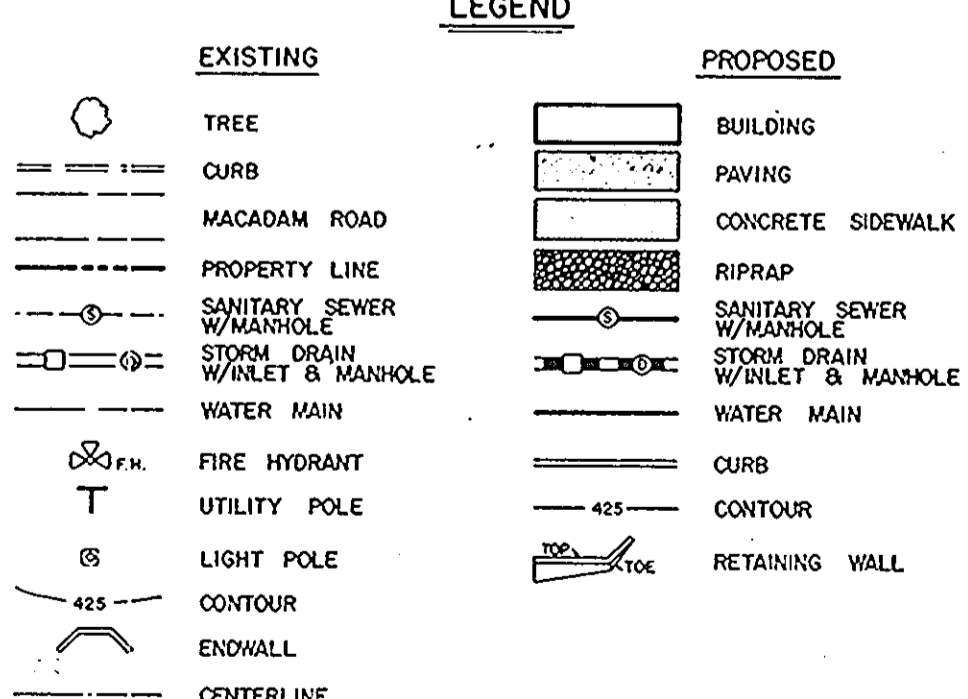 LEGEND
EXISTING
TREE
CURB
MACADAM ROAD
PROPERTY LINE
S
SANITARY SEWER
W/MANHOLE
STORM DRAIN
W/INLET & MANHOLE
WATER MAIN
F.H.
FIRE HYDRANT
UTILITY POLE
LIGHT POLE
425
CONTOUR
ENDWALL
CENTERLINE
PROPOSED
BUILDING
PAVING
CONCRETE SIDEWALK
RIPRAP
S
SANITARY SEWER
W/MANHOLE
D
STORM DRAIN
W/INLET & MANHOLE
WATER MAIN
CURB
425
CONTOUR
TOP
TOE
RETAINING WALL